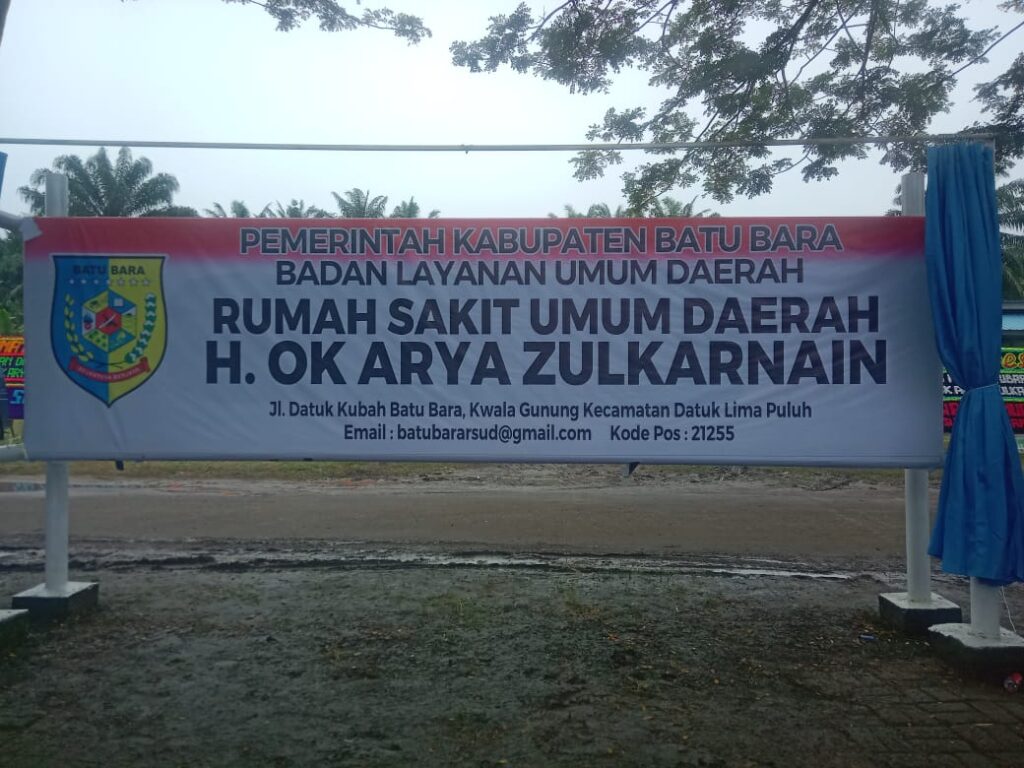 PEMERINTAH KABUPATEN BATU BARA
BADAN LAYANAN UMUM DAERAH
RUMAH SAKIT UMUM DAERAH
H. OK ARYA ZULKARNAIN
Jl. Datuk Kubah Batu Bara, Kwala Gunung Kecamatan Datuk Lima Puluh
Email : batubararsud@gmail.com Kode Pos : 21255
BATU BARA